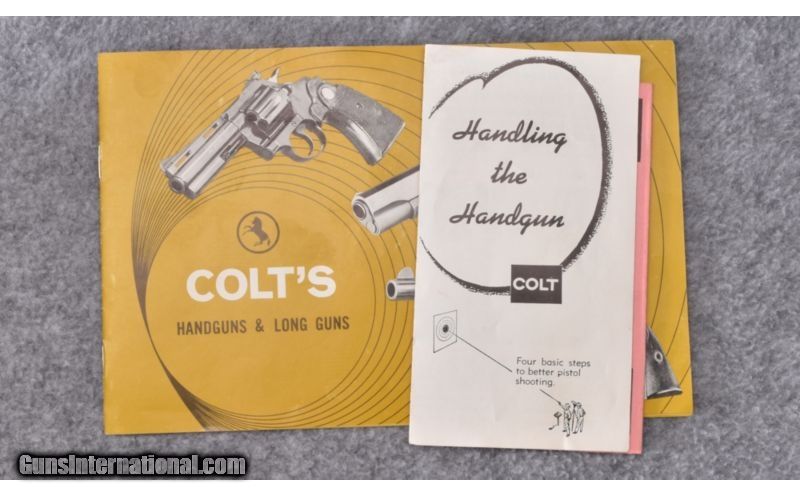 COLT'S
HANDGUNS & LONG GUNS
Handling
the
Handgun
COLT
Four basic steps
to better pistol
shooting.
GunsInternational.com